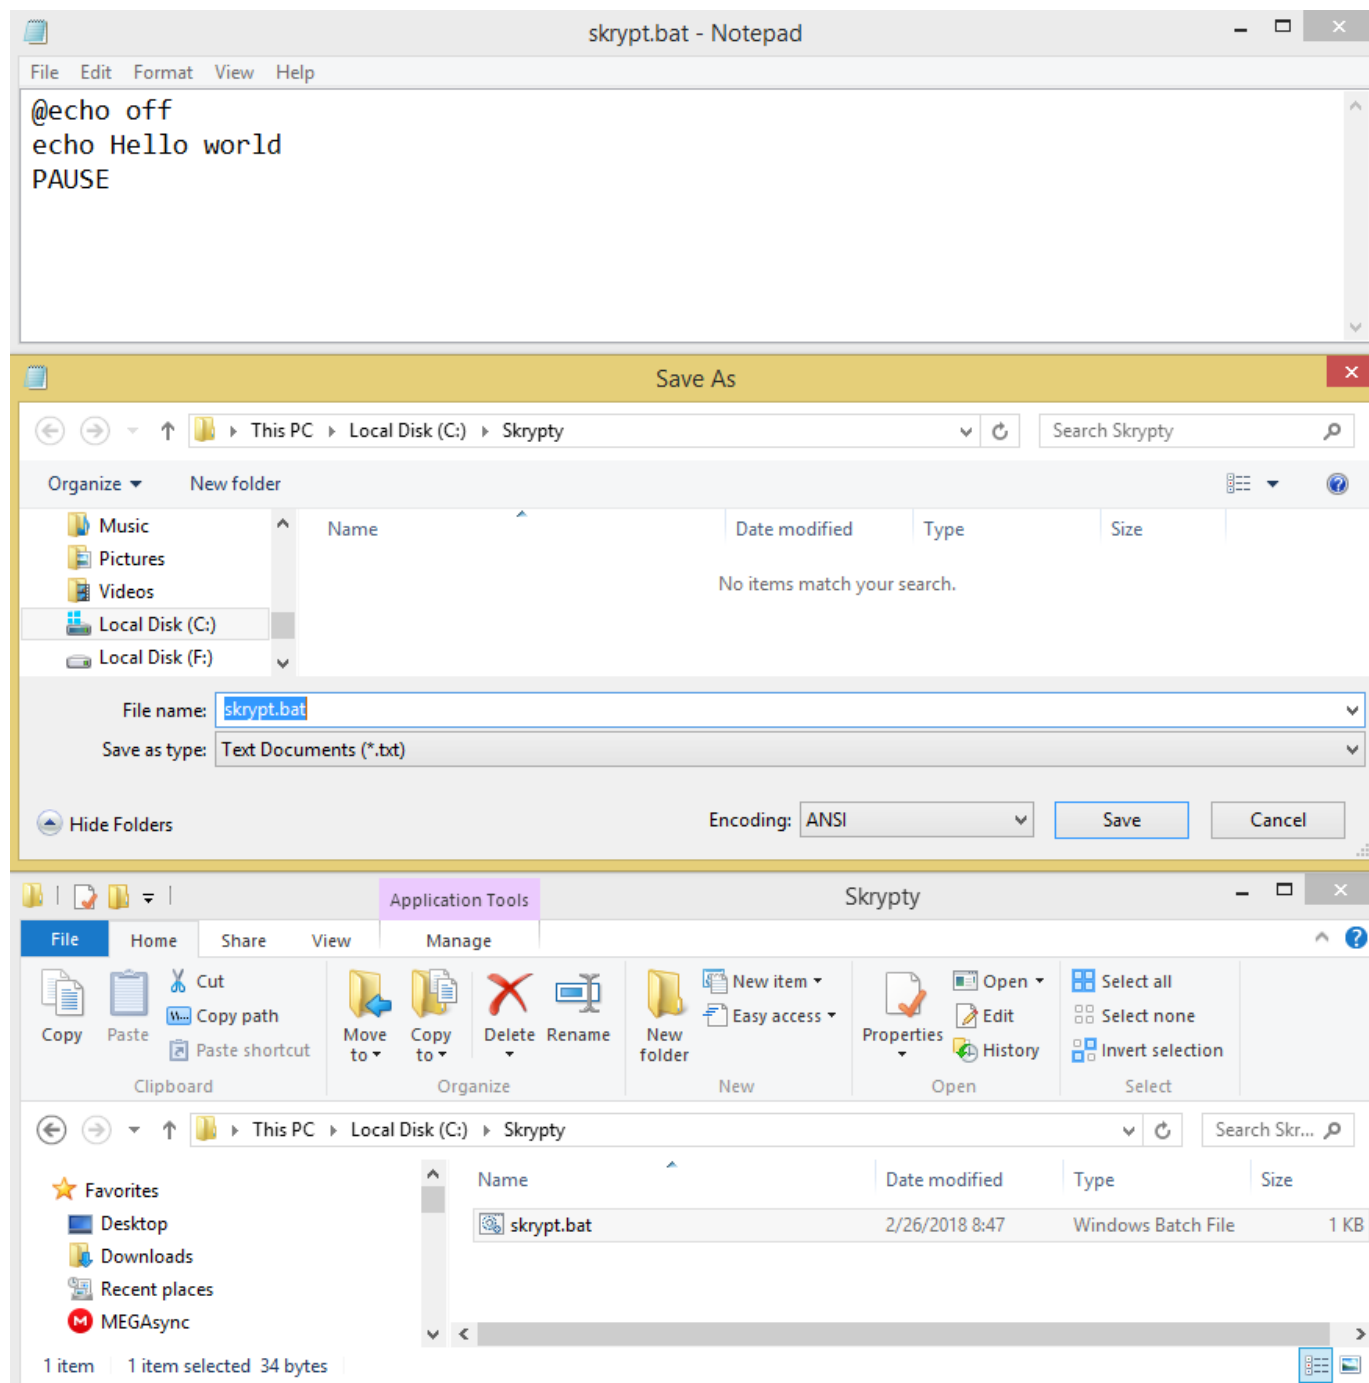 skrypt.bat - Notepad
File Edit Format View Help
@echo off
echo Hello world
PAUSE
Save As
This PC Local Disk (C:) Skrypty
Search Skrypty
Organize New folder
Music
Pictures
Videos
Local Disk (C:)
Local Disk (F:)
Name Date modified Type Size
No items match your search.
File name: skrypt.bat
Save as type: Text Documents (*.txt)
Hide Folders
Encoding: ANSI
Save Cancel
Application Tools
Skrypty
File Home Share View Manage
Copy
Paste
Cut
Copy path
Paste shortcut
Clipboard
Move to
Copy to
Delete
Rename
Organize
New folder
New item
Easy access
New
Properties
Open
Edit
History
Open
Select all
Select none
Invert selection
Select
This PC Local Disk (C:) Skrypty
Search Skr...
Favorites
Desktop
Downloads
Recent places
MEGAsync
Name Date modified Type Size
skrypt.bat 2/26/2018 8:47 Windows Batch File 1 KB
1 item 1 item selected 34 bytes